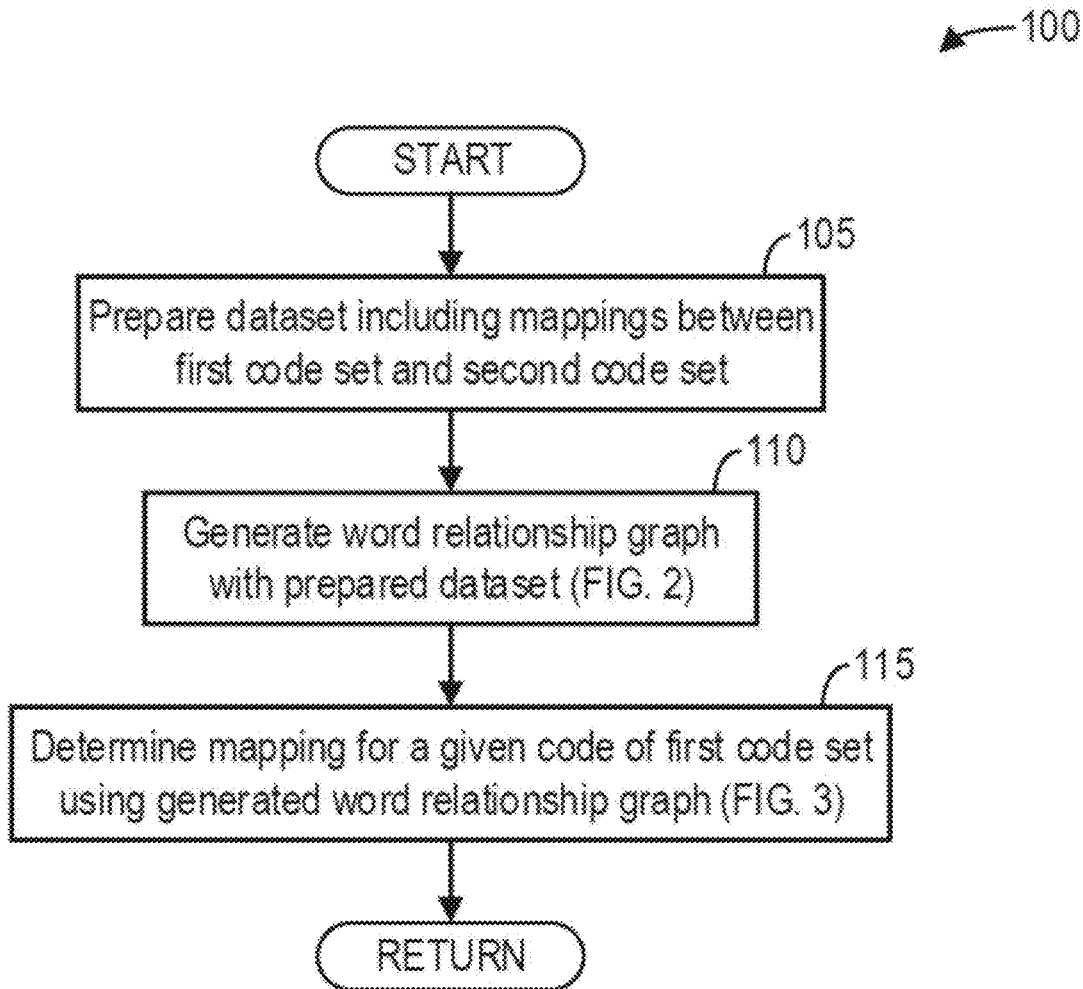 100
START
105
Prepare dataset including mappings between
first code set and second code set
110
Generate word relationship graph
with prepared dataset (FIG. 2)
115
Determine mapping for a given code of first code set
using generated word relationship graph (FIG. 3)
RETURN